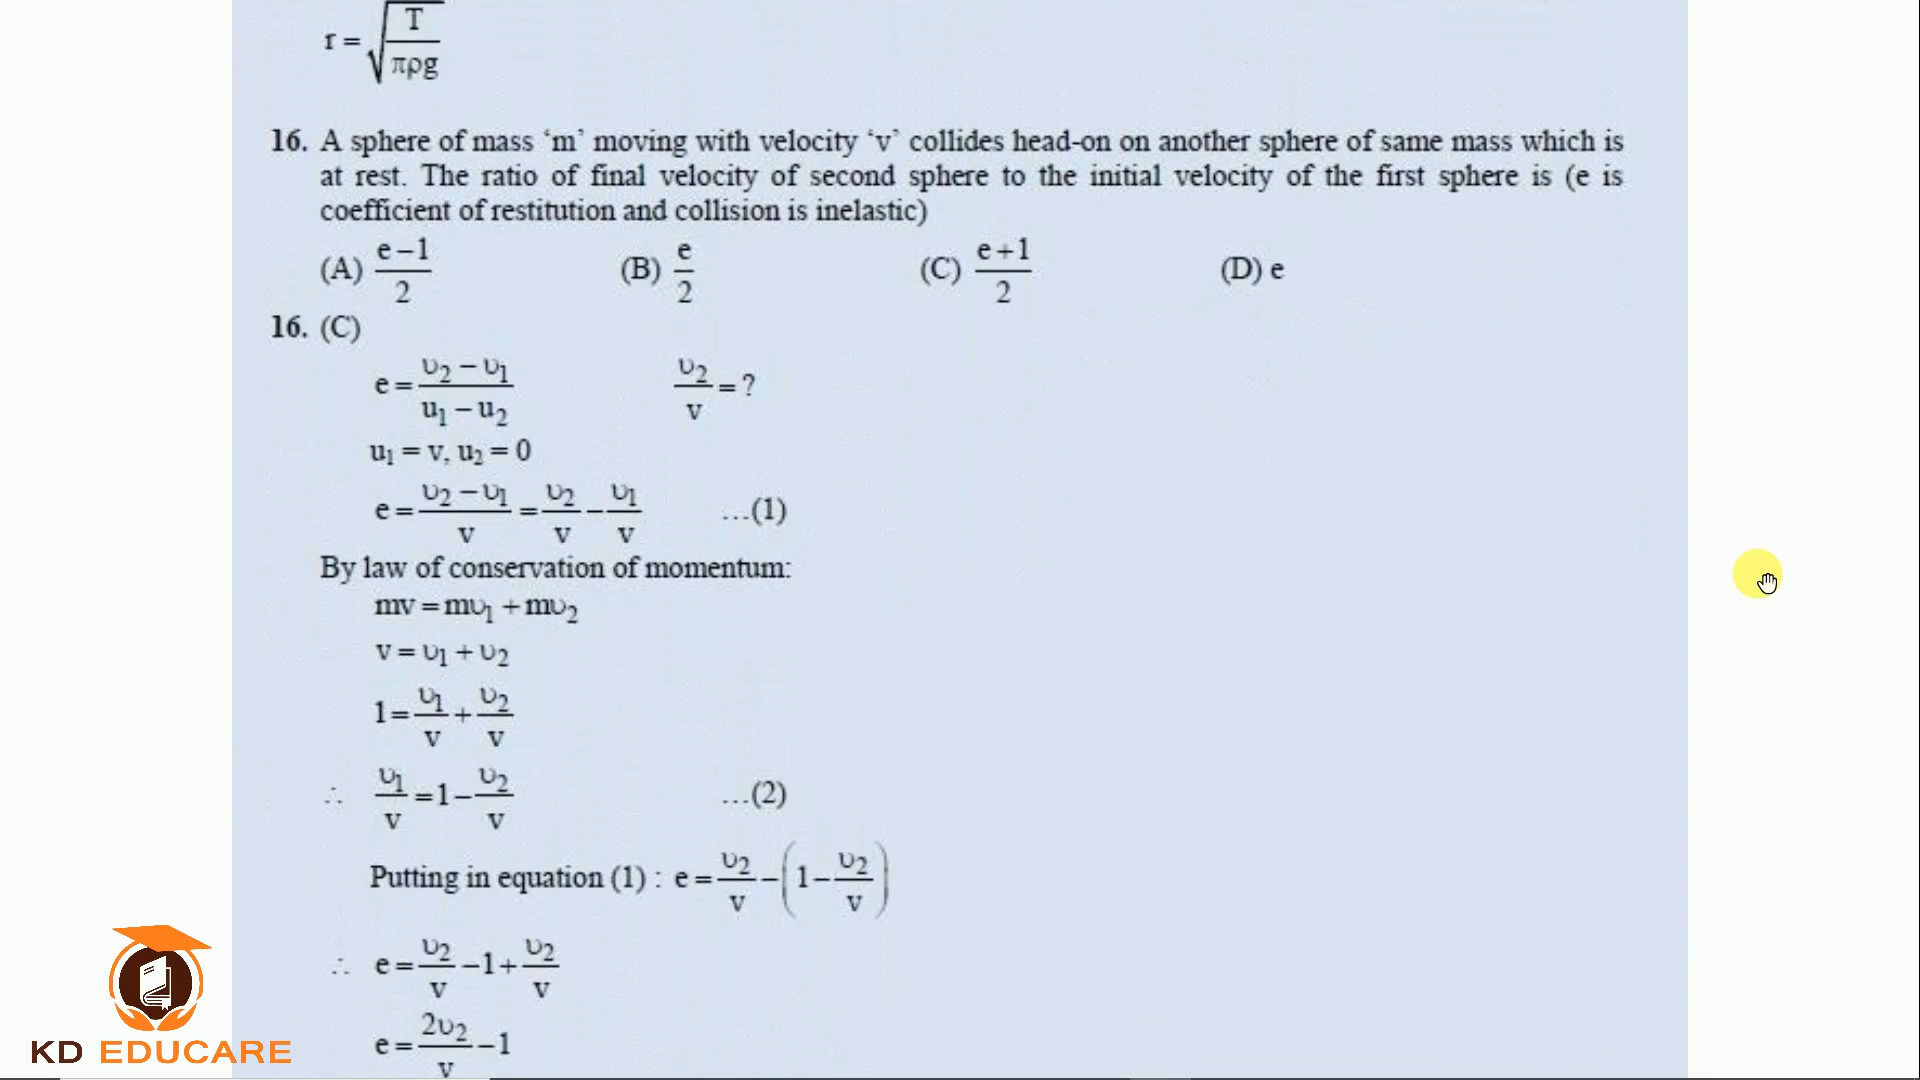 r = √(T/πρg)
16. A sphere of mass ‘m’ moving with velocity ‘v’ collides head-on on another sphere of same mass which is
at rest. The ratio of final velocity of second sphere to the initial velocity of the first sphere is (e is
coefficient of restitution and collision is inelastic)
(A) (e−1)/2 (B) e/2 (C) (e+1)/2 (D) e
16. (C)
e = (υ₂ − υ₁)/(u₁ − u₂) υ₂/v = ?
u₁ = v, u₂ = 0
e = (υ₂ − υ₁)/v = υ₂/v − υ₁/v ...(1)
By law of conservation of momentum:
mv = mυ₁ + mυ₂
v = υ₁ + υ₂
1 = υ₁/v + υ₂/v
∴ υ₁/v = 1 − υ₂/v ...(2)
Putting in equation (1) : e = υ₂/v − (1 − υ₂/v)
∴ e = υ₂/v − 1 + υ₂/v
e = 2υ₂/v − 1
KD EDUCARE